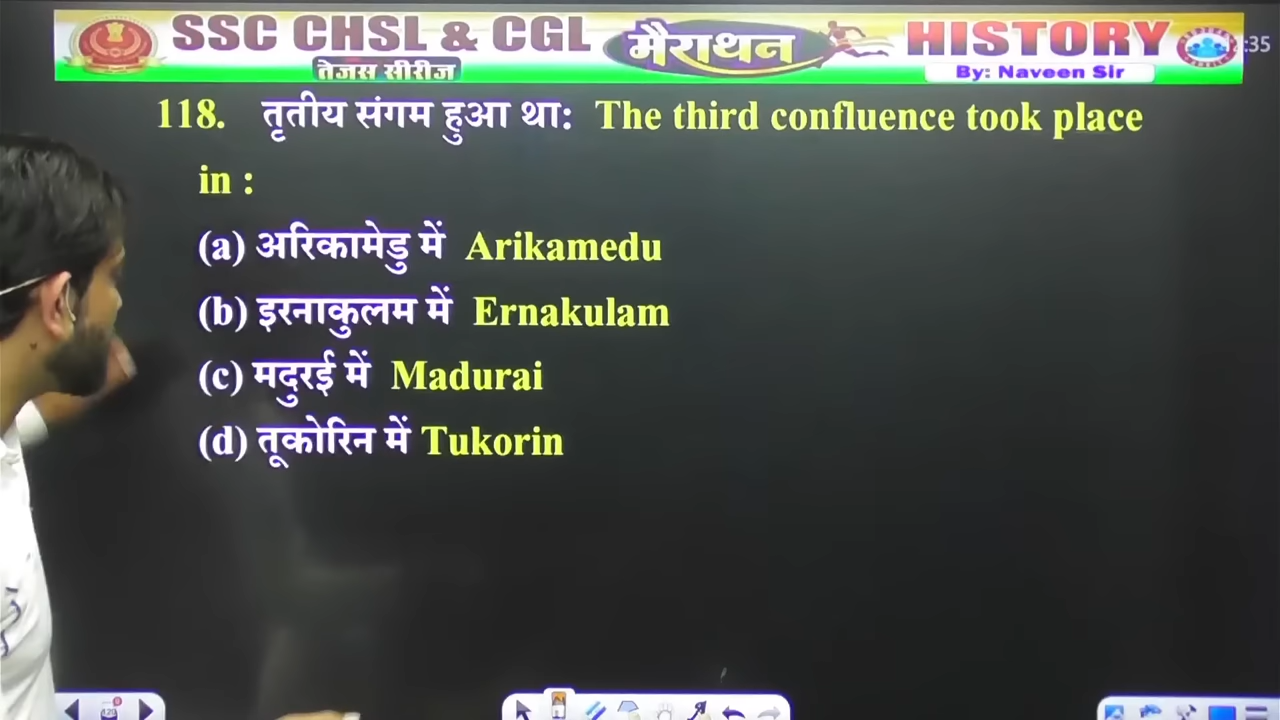 SSC CHSL & CGL मैराथन HISTORY
:35
तेजस सीरीज
By: Naveen Sir
118. तृतीय संगम हुआ था: The third confluence took place
in :
(a) अरिकामेडु में Arikamedu
(b) इरनाकुलम में Ernakulam
(c) मदुरई में Madurai
(d) तूकोरिन में Tukorin